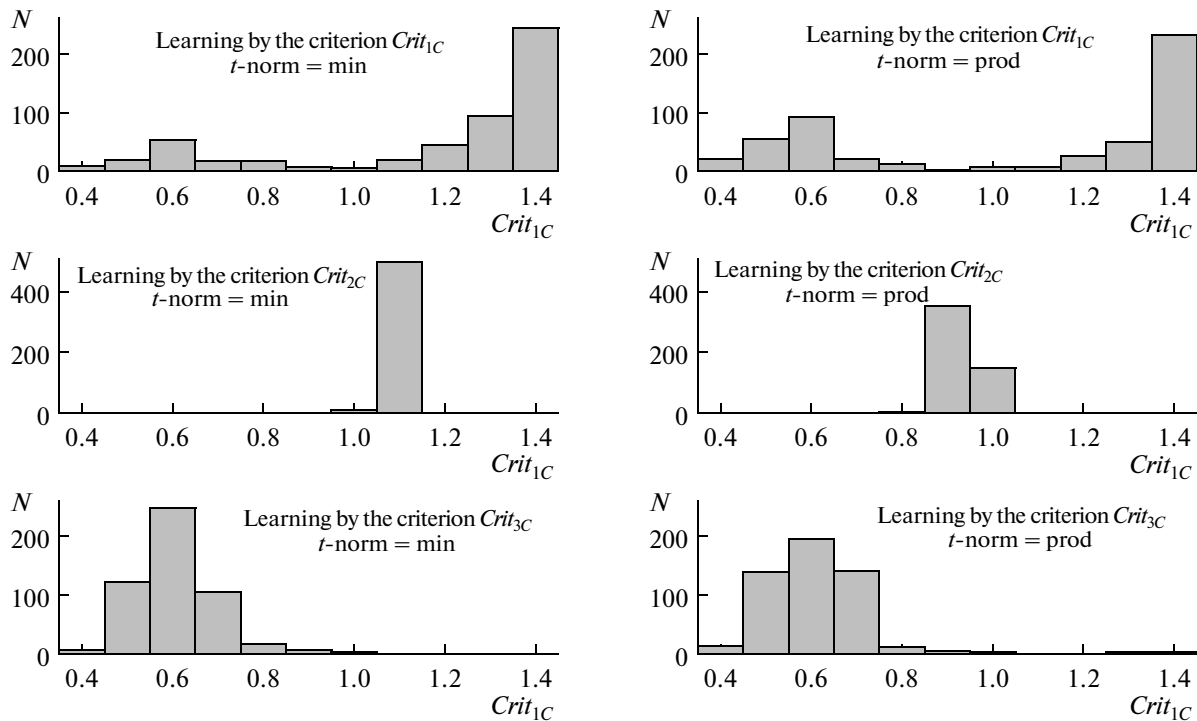 N
Learning by the criterion Crit1C
t-norm = min
200
100
0
0.4 0.6 0.8 1.0 1.2 1.4
Crit1C
N
Learning by the criterion Crit1C
t-norm = prod
200
100
0
0.4 0.6 0.8 1.0 1.2 1.4
Crit1C
N
Learning by the criterion Crit2C
t-norm = min
400
200
0
0.4 0.6 0.8 1.0 1.2 1.4
Crit1C
N
Learning by the criterion Crit2C
t-norm = prod
400
200
0
0.4 0.6 0.8 1.0 1.2 1.4
Crit1C
N
Learning by the criterion Crit3C
t-norm = min
200
100
0
0.4 0.6 0.8 1.0 1.2 1.4
Crit1C
N
Learning by the criterion Crit3C
t-norm = prod
200
100
0
0.4 0.6 0.8 1.0 1.2 1.4
Crit1C